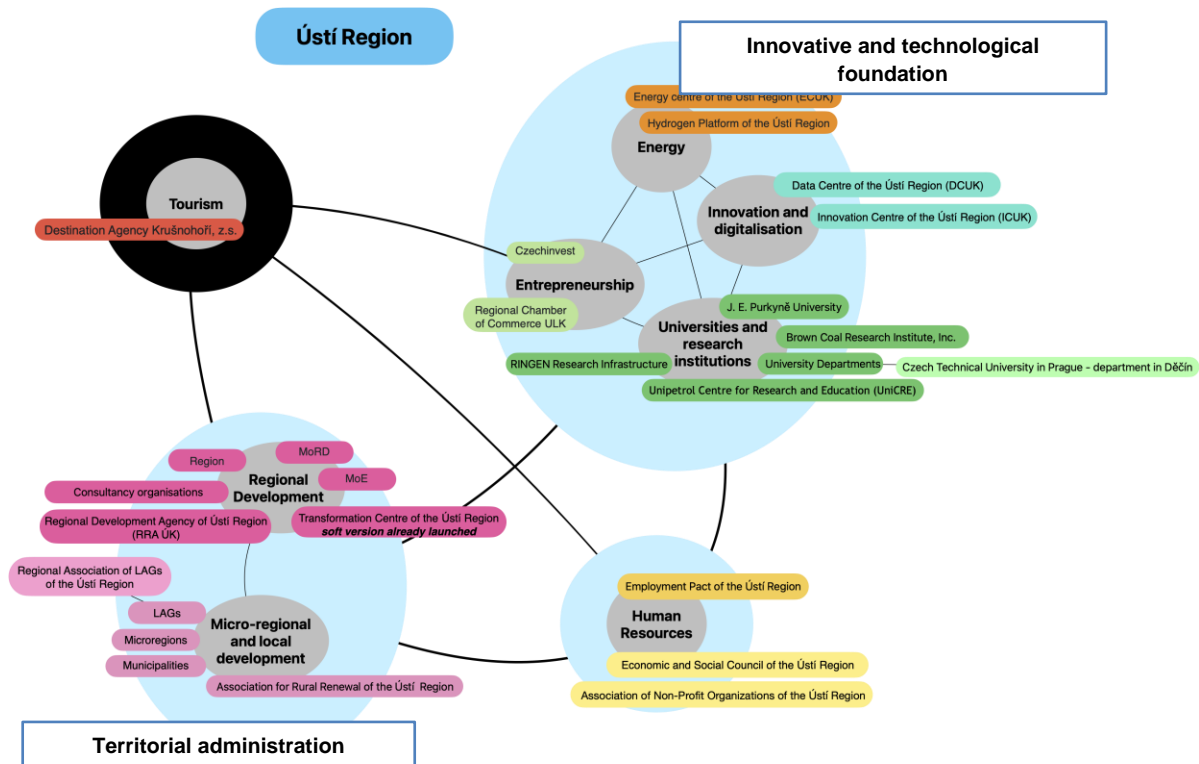 Ústí Region
Innovative and technological
foundation
Energy centre of the Ústí Region (ECUK)
Hydrogen Platform of the Ústí Region
Energy
Tourism
Destination Agency Krušnohoří, z.s.
Data Centre of the Ústí Region (DCUK)
Innovation and
digitalisation
Innovation Centre of the Ústí Region (ICUK)
Czechinvest
Entrepreneurship
Regional Chamber
of Commerce ULK
J. E. Purkyně University
Universities and
research
institutions
Brown Coal Research Institute, Inc.
RINGEN Research Infrastructure
University Departments
Czech Technical University in Prague - department in Děčín
Unipetrol Centre for Research and Education (UniCRE)
MoRD
Region
MoE
Regional
Development
Consultancy organisations
Regional Development Agency of Ústí Region
(RRA ÚK)
Transformation Centre of the Ústí Region
soft version already launched
Regional Association of LAGs
of the Ústí Region
LAGs
Microregions
Municipalities
Micro-regional
and local
development
Association for Rural Renewal of the Ústí Region
Employment Pact of the Ústí Region
Human
Resources
Economic and Social Council of the Ústí Region
Association of Non-Profit Organizations of the Ústí Region
Territorial administration